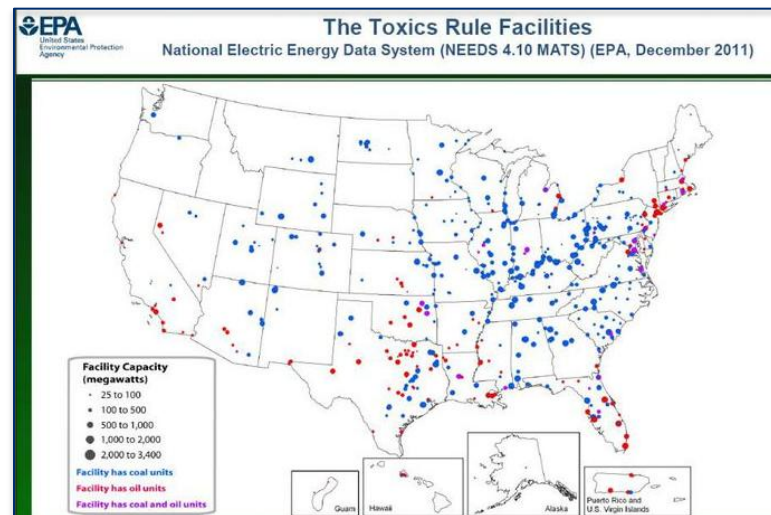 EPA
United States
Environmental Protection
Agency
The Toxics Rule Facilities
National Electric Energy Data System (NEEDS 4.10 MATS) (EPA, December 2011)
Facility Capacity
(megawatts)
25 to 100
100 to 500
500 to 1,000
1,000 to 2,000
2,000 to 3,400
Facility has coal units
Facility has oil units
Facility has coal and oil units
Guam
Hawaii
Alaska
Puerto Rico and
U.S. Virgin Islands